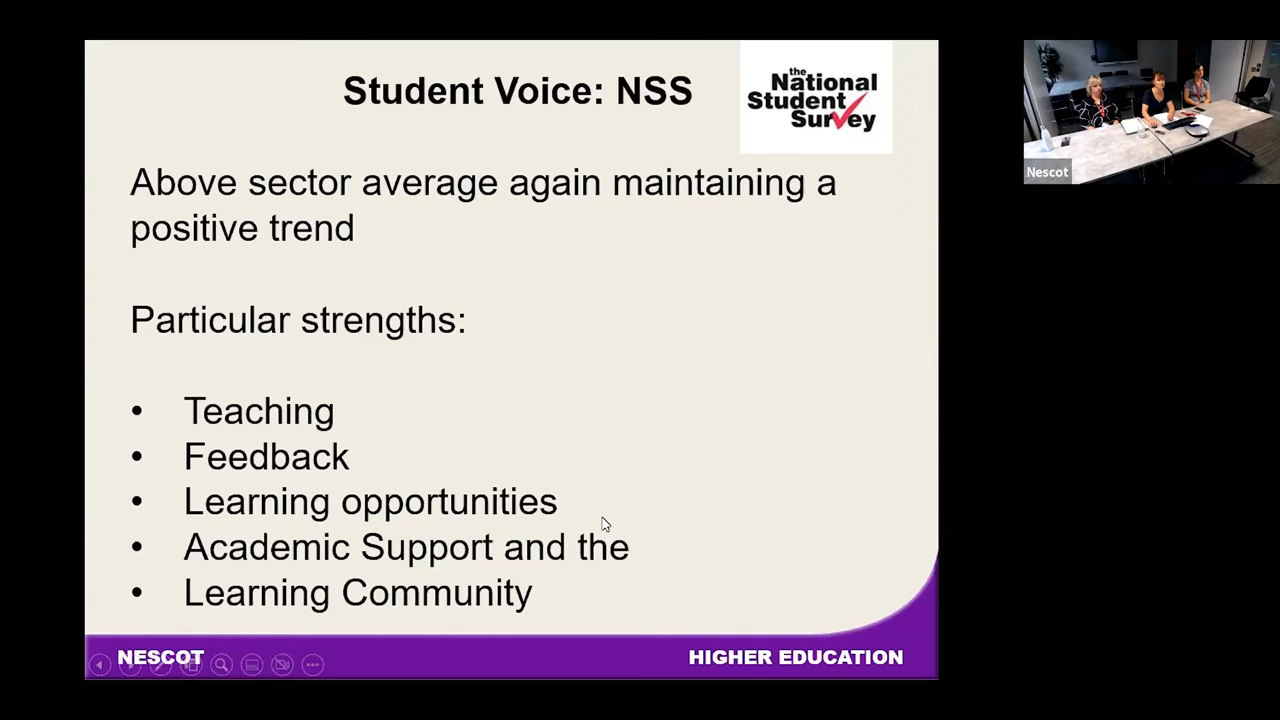 Student Voice: NSS
the
National
Student
Survey
Above sector average again maintaining a
positive trend
Particular strengths:
• Teaching
• Feedback
• Learning opportunities
• Academic Support and the
• Learning Community
NESCOT
HIGHER EDUCATION
Nescot